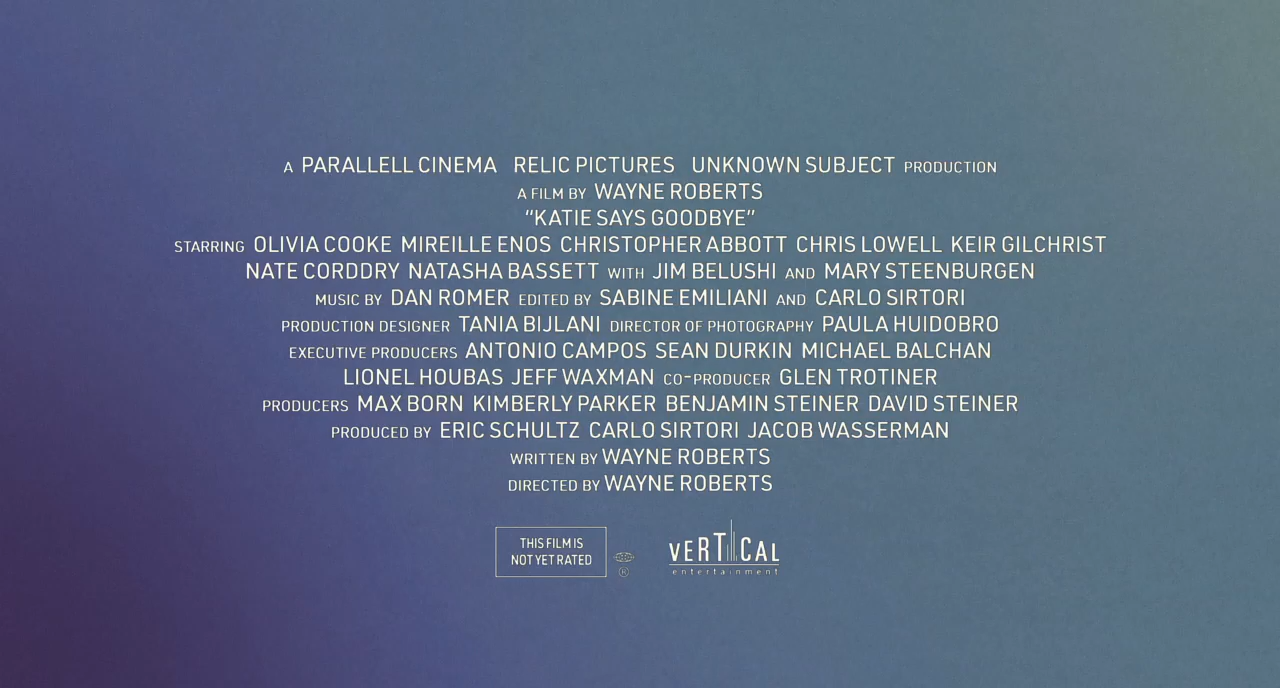 A PARALLELL CINEMA RELIC PICTURES UNKNOWN SUBJECT PRODUCTION
A FILM BY WAYNE ROBERTS
“KATIE SAYS GOODBYE”
STARRING OLIVIA COOKE MIREILLE ENOS CHRISTOPHER ABBOTT CHRIS LOWELL KEIR GILCHRIST
NATE CORDDRY NATASHA BASSETT WITH JIM BELUSHI AND MARY STEENBURGEN
MUSIC BY DAN ROMER EDITED BY SABINE EMILIANI AND CARLO SIRTORI
PRODUCTION DESIGNER TANIA BIJLANI DIRECTOR OF PHOTOGRAPHY PAULA HUIDOBRO
EXECUTIVE PRODUCERS ANTONIO CAMPOS SEAN DURKIN MICHAEL BALCHAN
LIONEL HOUBAS JEFF WAXMAN CO-PRODUCER GLEN TROTINER
PRODUCERS MAX BORN KIMBERLY PARKER BENJAMIN STEINER DAVID STEINER
PRODUCED BY ERIC SCHULTZ CARLO SIRTORI JACOB WASSERMAN
WRITTEN BY WAYNE ROBERTS
DIRECTED BY WAYNE ROBERTS
THIS FILM IS
NOT YET RATED
®
VERTICAL
entertainment